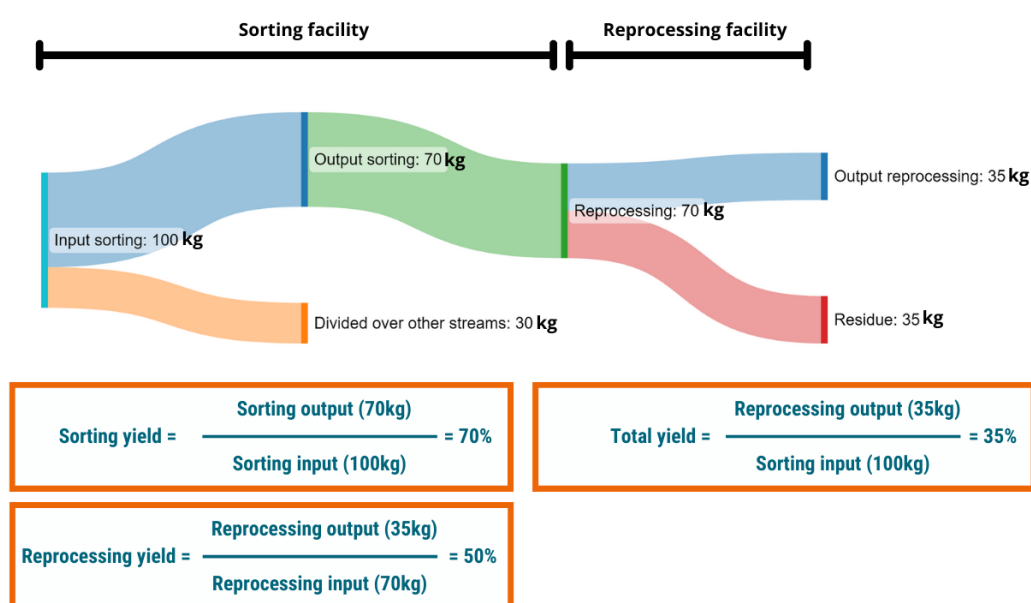 Sorting facility
Reprocessing facility
Output sorting: 70 kg
Output reprocessing: 35 kg
Reprocessing: 70 kg
Input sorting: 100 kg
Divided over other streams: 30 kg
Residue: 35 kg
Sorting output (70kg)
Sorting yield = = 70%
Sorting input (100kg)
Reprocessing output (35kg)
Total yield = = 35%
Sorting input (100kg)
Reprocessing output (35kg)
Reprocessing yield = = 50%
Reprocessing input (70kg)